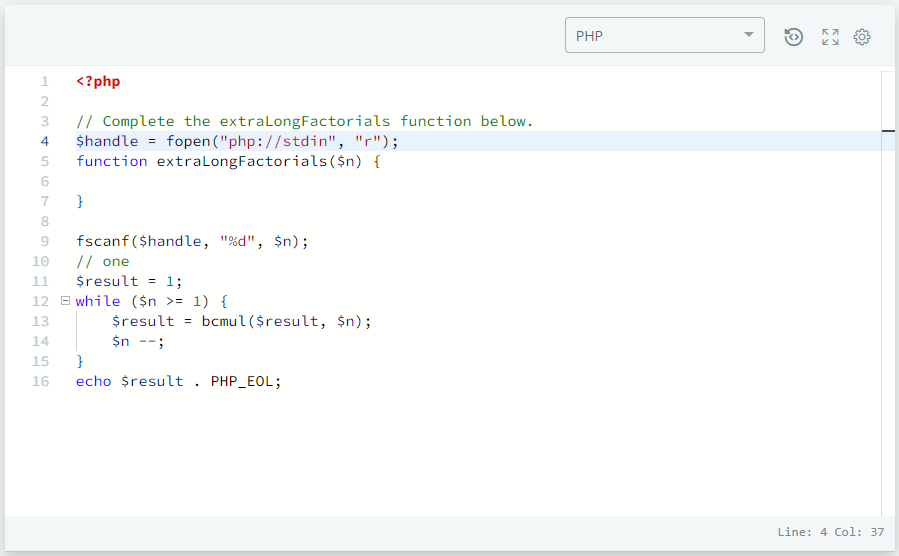 PHP
1 <?php
2
3 // Complete the extraLongFactorials function below.
4 $handle = fopen("php://stdin", "r");
5 function extraLongFactorials($n) {
6
7 }
8
9 fscanf($handle, "%d", $n);
10 // one
11 $result = 1;
12 while ($n >= 1) {
13     $result = bcmul($result, $n);
14     $n --;
15 }
16 echo $result . PHP_EOL;
Line: 4 Col: 37